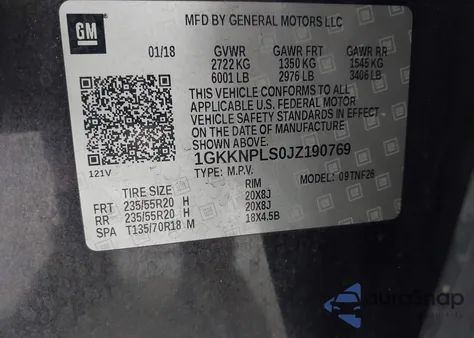 GM
MFD BY GENERAL MOTORS LLC
01/18 GVWR GAWR FRT GAWR RR
2722 KG 1350 KG 1545 KG
6001 LB 2976 LB 3406 LB
THIS VEHICLE CONFORMS TO ALL
APPLICABLE U.S. FEDERAL MOTOR
VEHICLE SAFETY STANDARDS IN EFFECT
ON THE DATE OF MANUFACTURE
SHOWN ABOVE.
1GKKNPLS0JZ190769
121V TYPE: M.P.V. MODEL: 09TNF26
TIRE SIZE RIM
FRT 235/55R20 H 20X8J
RR 235/55R20 H 20X8J
SPA T135/70R18 M 18X4.5B
autoSnap